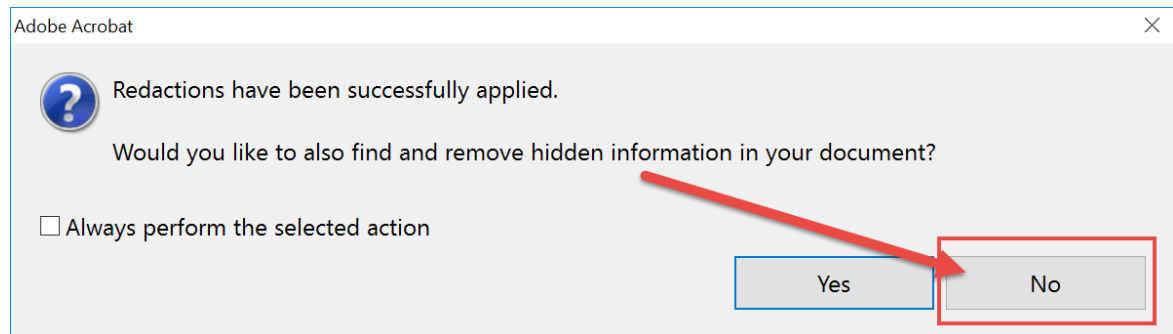 Adobe Acrobat
Redactions have been successfully applied.
Would you like to also find and remove hidden information in your document?
Always perform the selected action
Yes
No